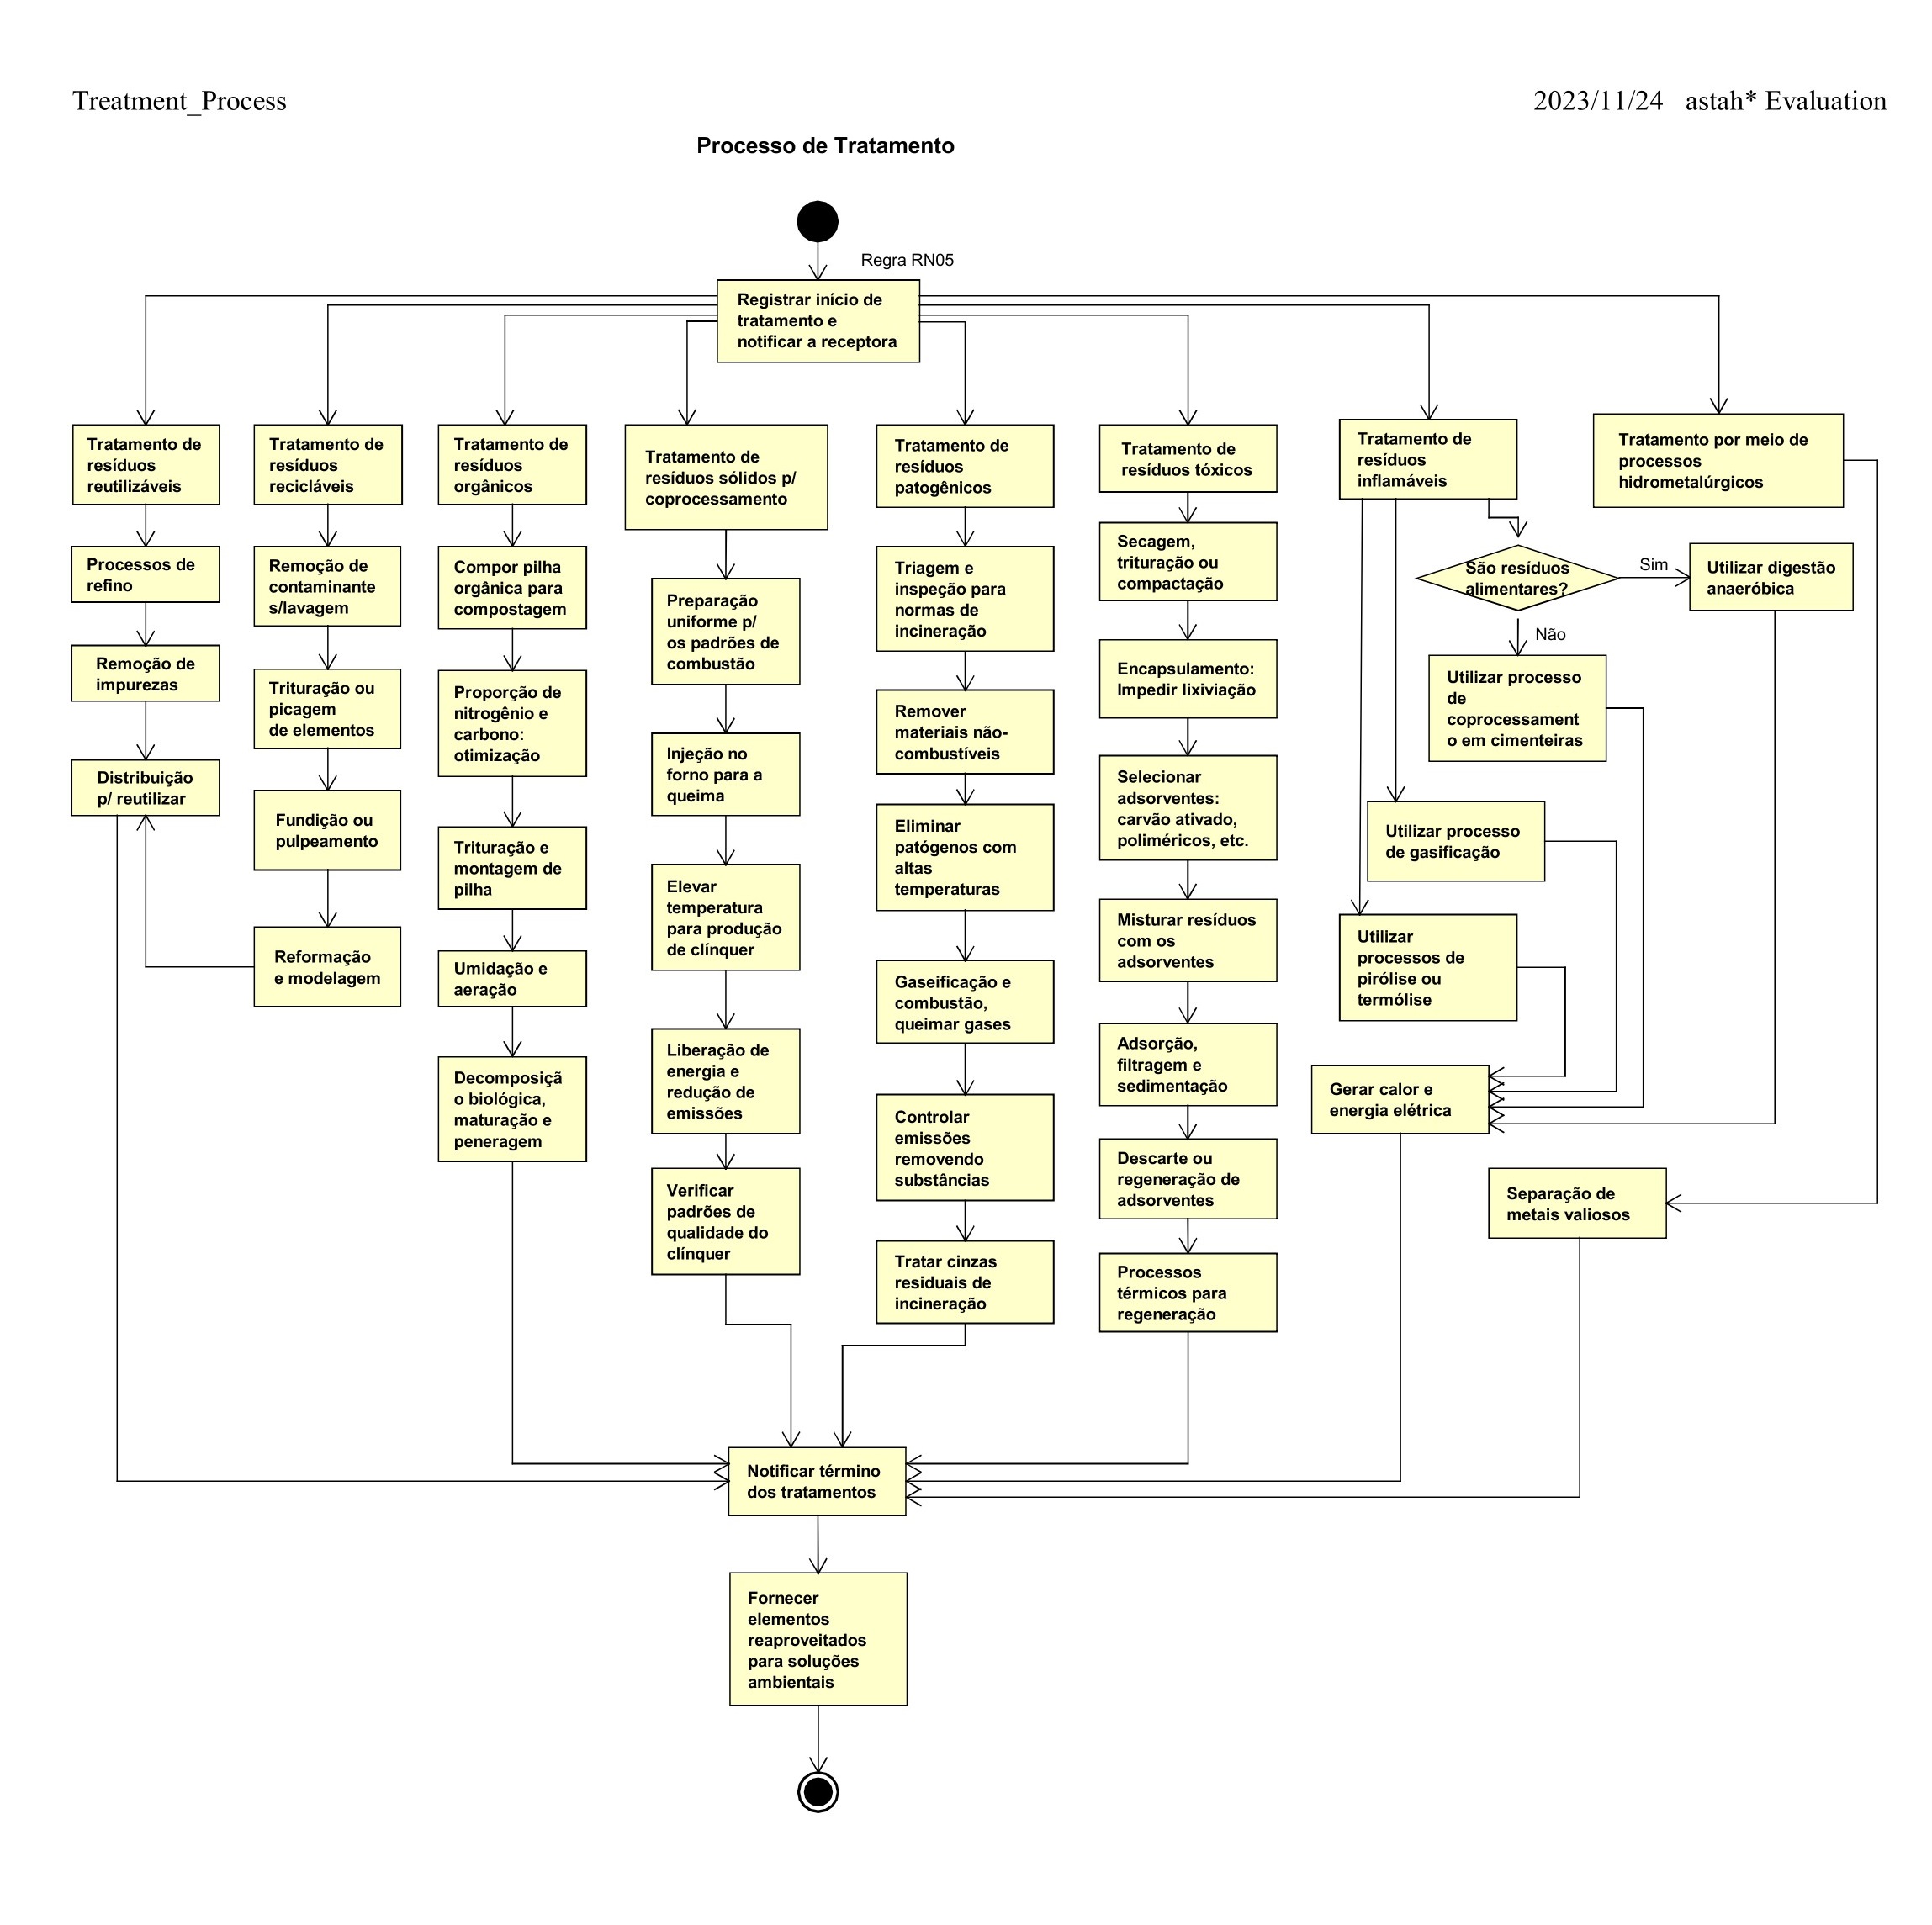 Treatment_Process
2023/11/24 astah* Evaluation
Processo de Tratamento
Regra RN05
Registrar início de
tratamento e
notificar a receptora
Tratamento de
resíduos
reutilizáveis
Processos de
refino
Remoção de
impurezas
Distribuição
p/ reutilizar
Tratamento de
resíduos
recicláveis
Remoção de
contaminante
s/lavagem
Trituração ou
picagem
de elementos
Fundição ou
pulpeamento
Reformação
e modelagem
Tratamento de
resíduos
orgânicos
Compor pilha
orgânica para
compostagem
Proporção de
nitrogênio e
carbono:
otimização
Trituração e
montagem de
pilha
Umidação e
aeração
Decomposiçã
o biológica,
maturação e
peneragem
Tratamento de
resíduos sólidos p/
coprocessamento
Preparação
uniforme p/
os padrões de
combustão
Injeção no
forno para a
queima
Elevar
temperatura
para produção
de clínquer
Liberação de
energia e
redução de
emissões
Verificar
padrões de
qualidade do
clínquer
Tratamento de
resíduos
patogênicos
Triagem e
inspeção para
normas de
incineração
Remover
materiais não-
combustíveis
Eliminar
patógenos com
altas
temperaturas
Gaseificação e
combustão,
queimar gases
Controlar
emissões
removendo
substâncias
Tratar cinzas
residuais de
incineração
Tratamento de
resíduos tóxicos
Secagem,
trituração ou
compactação
Encapsulamento:
Impedir lixiviação
Selecionar
adsorventes:
carvão ativado,
poliméricos, etc.
Misturar resíduos
com os
adsorventes
Adsorção,
filtragem e
sedimentação
Descarte ou
regeneração de
adsorventes
Processos
térmicos para
regeneração
Tratamento de
resíduos
inflamáveis
São resíduos
alimentares?
Sim
Utilizar digestão
anaeróbica
Não
Utilizar processo
de
coprocessament
o em cimenteiras
Utilizar processo
de gasificação
Utilizar
processos de
pirólise ou
termólise
Gerar calor e
energia elétrica
Tratamento por meio de
processos
hidrometalúrgicos
Separação de
metais valiosos
Notificar término
dos tratamentos
Fornecer
elementos
reaproveitados
para soluções
ambientais